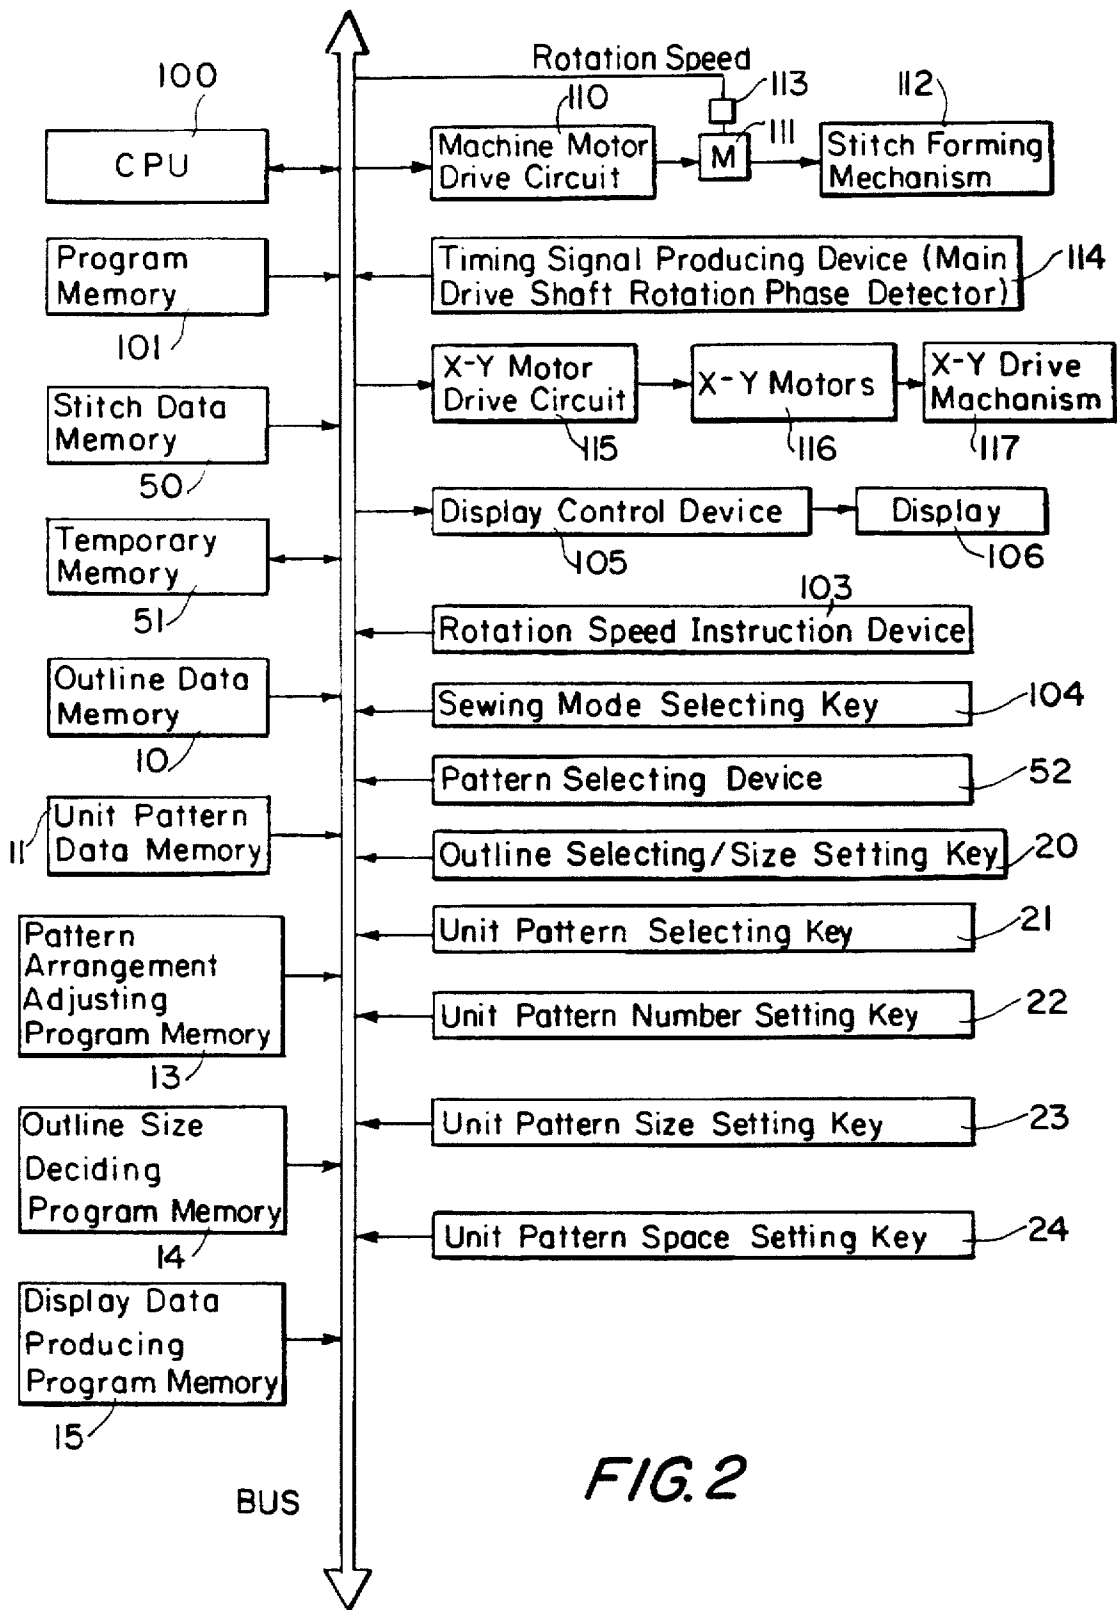 Rotation Speed
100
110
113
111
112
CPU
Machine Motor
Drive Circuit
M
Stitch Forming
Mechanism
Program
Memory
101
Timing Signal Producing Device (Main
Drive Shaft Rotation Phase Detector)
114
X-Y Motor
Drive Circuit
115
X-Y Motors
116
X-Y Drive
Machanism
117
Stitch Data
Memory
50
Display Control Device
105
Display
106
Temporary
Memory
51
103
Rotation Speed Instruction Device
Outline Data
Memory
10
Sewing Mode Selecting Key
104
Pattern Selecting Device
52
11
Unit Pattern
Data Memory
Outline Selecting/Size Setting Key
20
Pattern
Arrangement
Adjusting
Program Memory
13
Unit Pattern Selecting Key
21
Unit Pattern Number Setting Key
22
Outline Size
Deciding
Program Memory
14
Unit Pattern Size Setting Key
23
Unit Pattern Space Setting Key
24
Display Data
Producing
Program Memory
15
BUS
FIG. 2